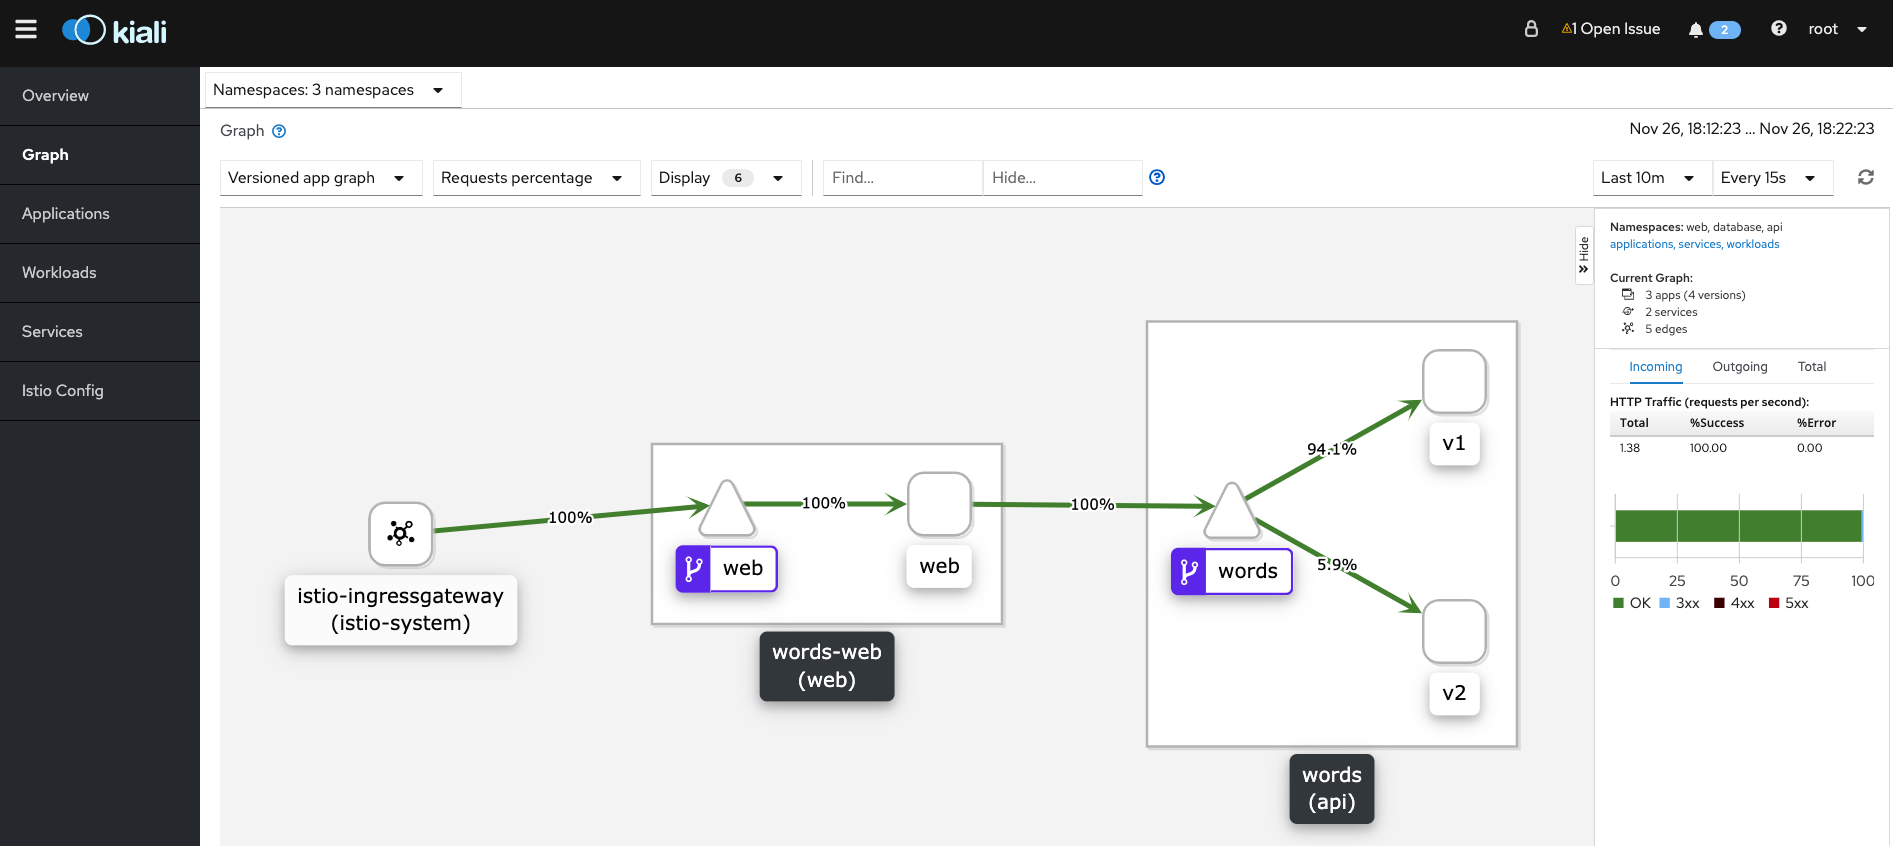 kiali
1 Open Issue
2
root
Overview
Graph
Applications
Workloads
Services
Istio Config
Namespaces: 3 namespaces
Graph
Nov 26, 18:12:23 ... Nov 26, 18:22:23
Versioned app graph
Requests percentage
Display 6
Find...
Hide...
Last 10m
Every 15s
Hide
istio-ingressgateway
(istio-system)
100%
web
100%
web
words-web
(web)
100%
words
94.1%
v1
5.9%
v2
words
(api)
Namespaces: web, database, api
applications, services, workloads
Current Graph:
3 apps (4 versions)
2 services
5 edges
Incoming Outgoing Total
HTTP Traffic (requests per second):
Total %Success %Error
1.38 100.00 0.00
0 25 50 75 100
OK 3xx 4xx 5xx